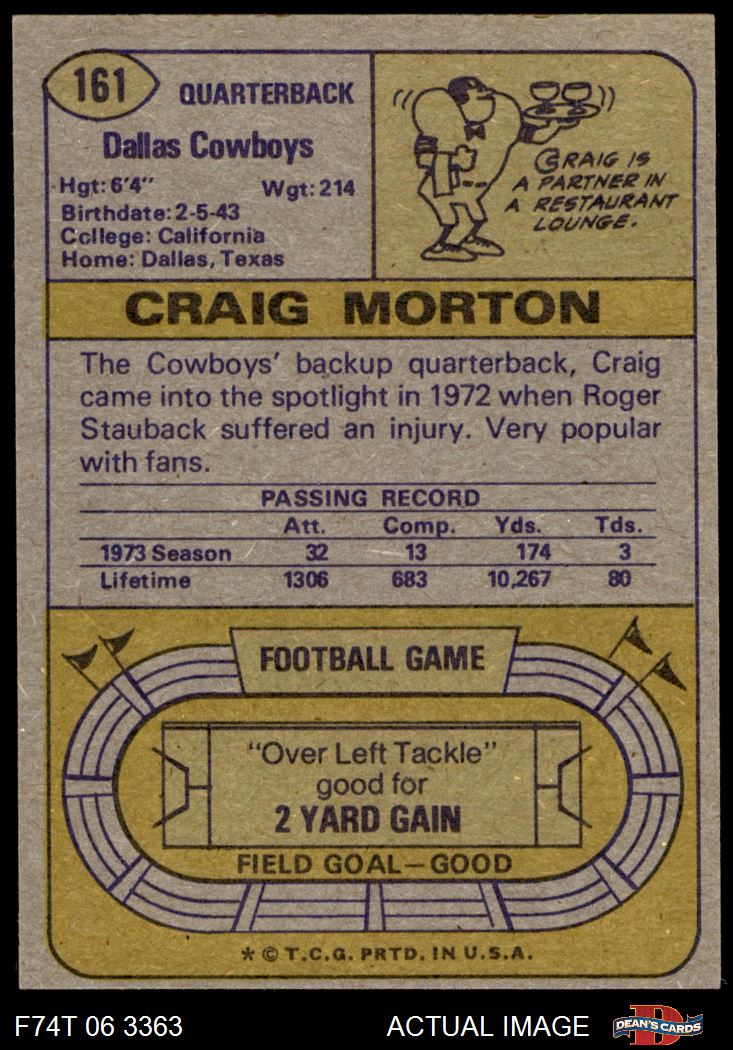 161
QUARTERBACK
Dallas Cowboys
Hgt: 6'4" Wgt: 214
Birthdate: 2-5-43
College: California
Home: Dallas, Texas
CRAIG IS
A PARTNER IN
A RESTAURANT
LOUNGE.
CRAIG MORTON
The Cowboys' backup quarterback, Craig
came into the spotlight in 1972 when Roger
Stauback suffered an injury. Very popular
with fans.
PASSING RECORD
Att. Comp. Yds. Tds.
1973 Season 32 13 174 3
Lifetime 1306 683 10,267 80
FOOTBALL GAME
"Over Left Tackle"
good for
2 YARD GAIN
FIELD GOAL—GOOD
* © T.C.G. PRTD. IN U.S.A.
F74T 06 3363 ACTUAL IMAGE
D
DEAN'S CARDS